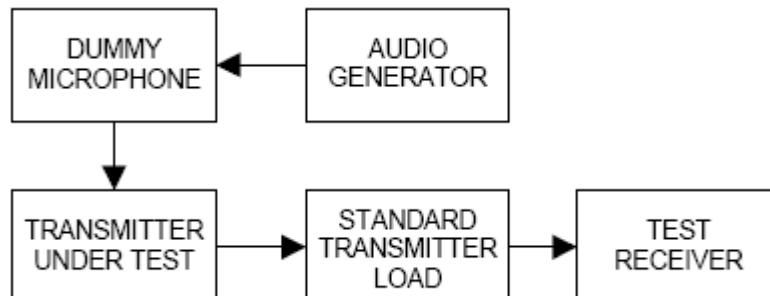 DUMMY
MICROPHONE
AUDIO
GENERATOR
TRANSMITTER
UNDER TEST
STANDARD
TRANSMITTER
LOAD
TEST
RECEIVER